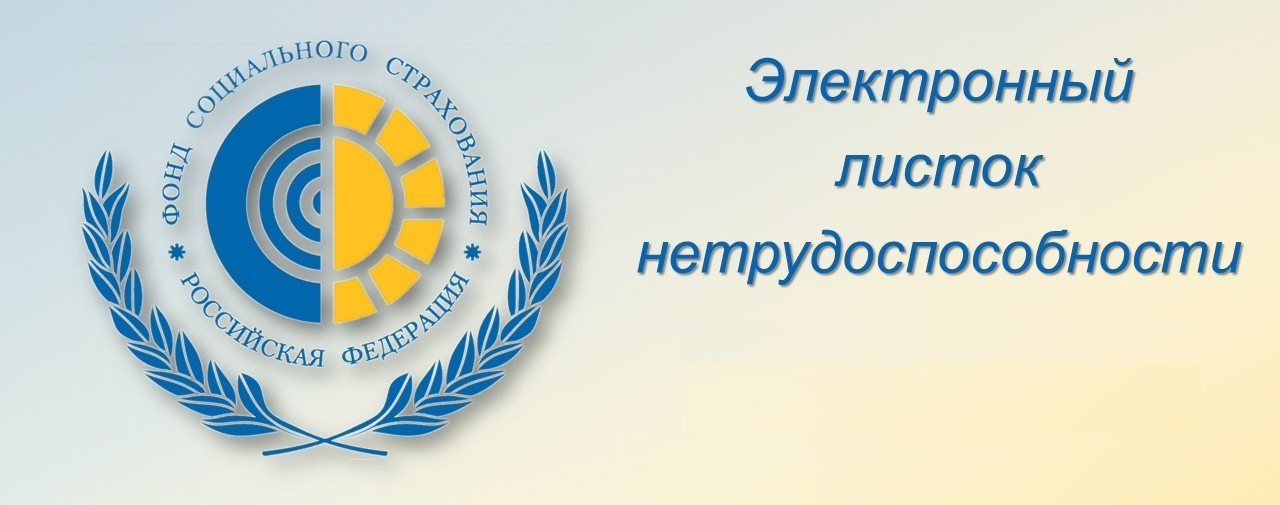 ФОНД СОЦИАЛЬНОГО СТРАХОВАНИЯ
РОССИЙСКАЯ ФЕДЕРАЦИЯ
Электронный
листок
нетрудоспособности